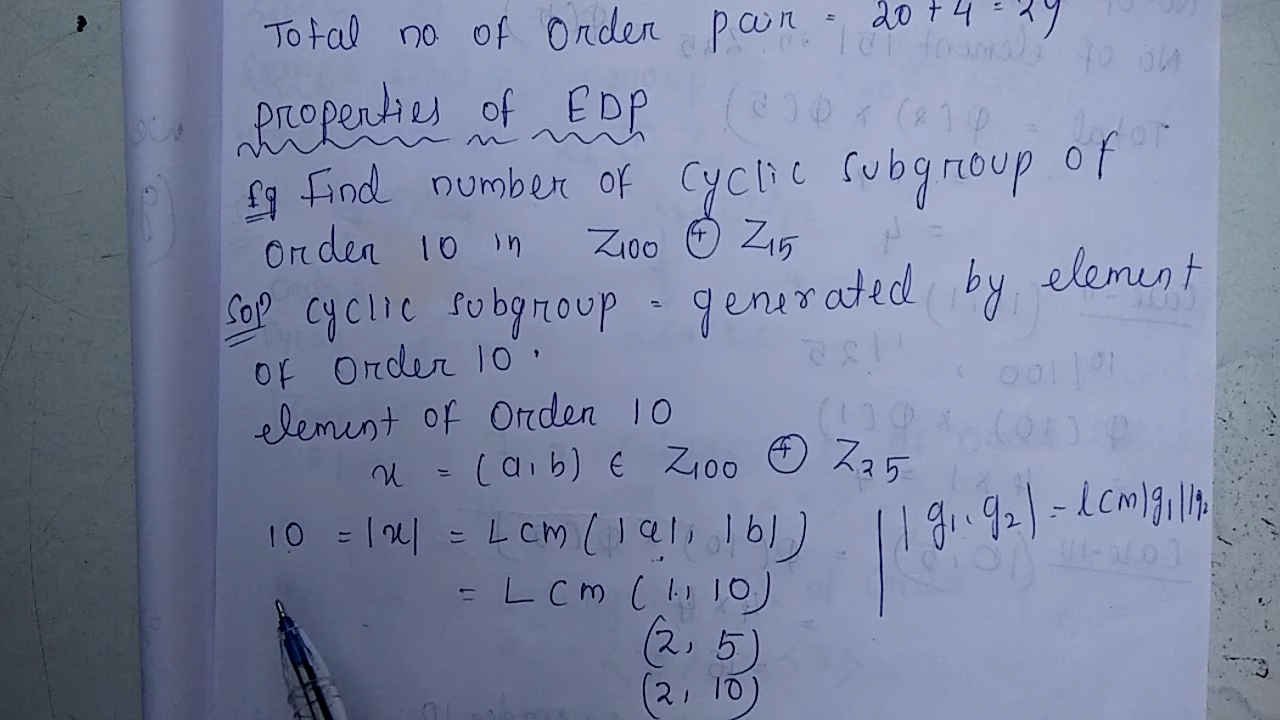 Total no of Order pair = 20 + 4 = 24
properties of EDP
Eg Find number of cyclic subgroup of
Order 10 in Z100 ⊕ Z15
Sol cyclic subgroup = generated by element
of Order 10.
element of Order 10
x = (a, b) ∈ Z100 ⊕ Z25
10 = |x| = Lcm(|a|, |b|)
|g1, g2| = lcm|g1||g2
= Lcm (1, 10)
(2, 5)
(2, 10)